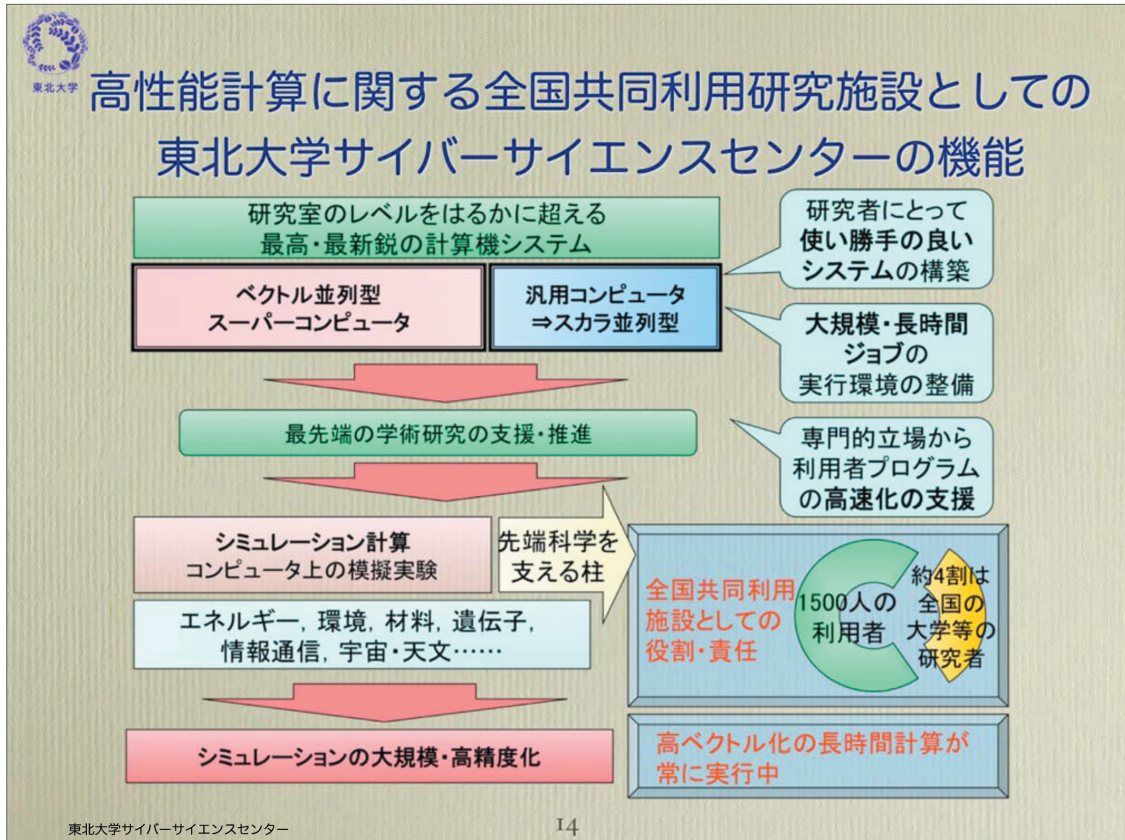 東北大学
高性能計算に関する全国共同利用研究施設としての
東北大学サイバーサイエンスセンターの機能
研究室のレベルをはるかに超える
最高・最新鋭の計算機システム
ベクトル並列型
スーパーコンピュータ
汎用コンピュータ
⇒スカラ並列型
研究者にとって
使い勝手の良い
システムの構築
大規模・長時間
ジョブの
実行環境の整備
最先端の学術研究の支援・推進
専門的立場から
利用者プログラム
の高速化の支援
シミュレーション計算
コンピュータ上の模擬実験
先端科学を
支える柱
エネルギー, 環境, 材料, 遺伝子,
情報通信, 宇宙・天文……
全国共同利用
施設としての
役割・責任
1500人の
利用者
約4割は
全国の
大学等の
研究者
シミュレーションの大規模・高精度化
高ベクトル化の長時間計算が
常に実行中
東北大学サイバーサイエンスセンター
14